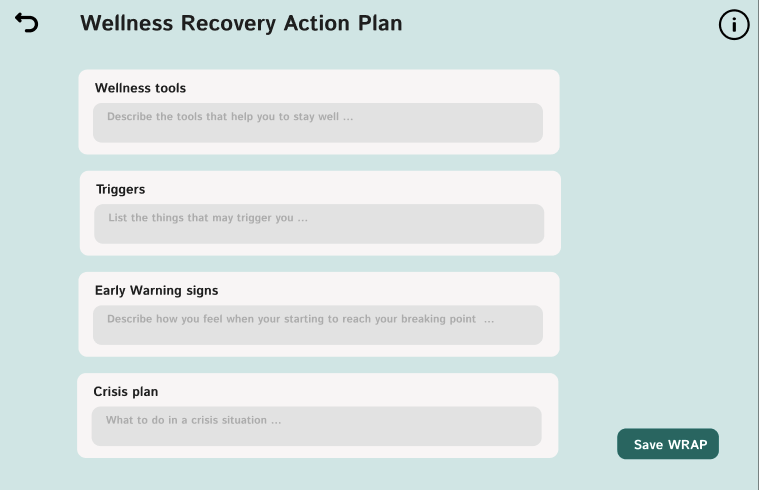 Wellness Recovery Action Plan
Wellness tools
Describe the tools that help you to stay well ...
Triggers
List the things that may trigger you ...
Early Warning signs
Describe how you feel when your starting to reach your breaking point  ...
Crisis plan
What to do in a crisis situation ...
Save WRAP